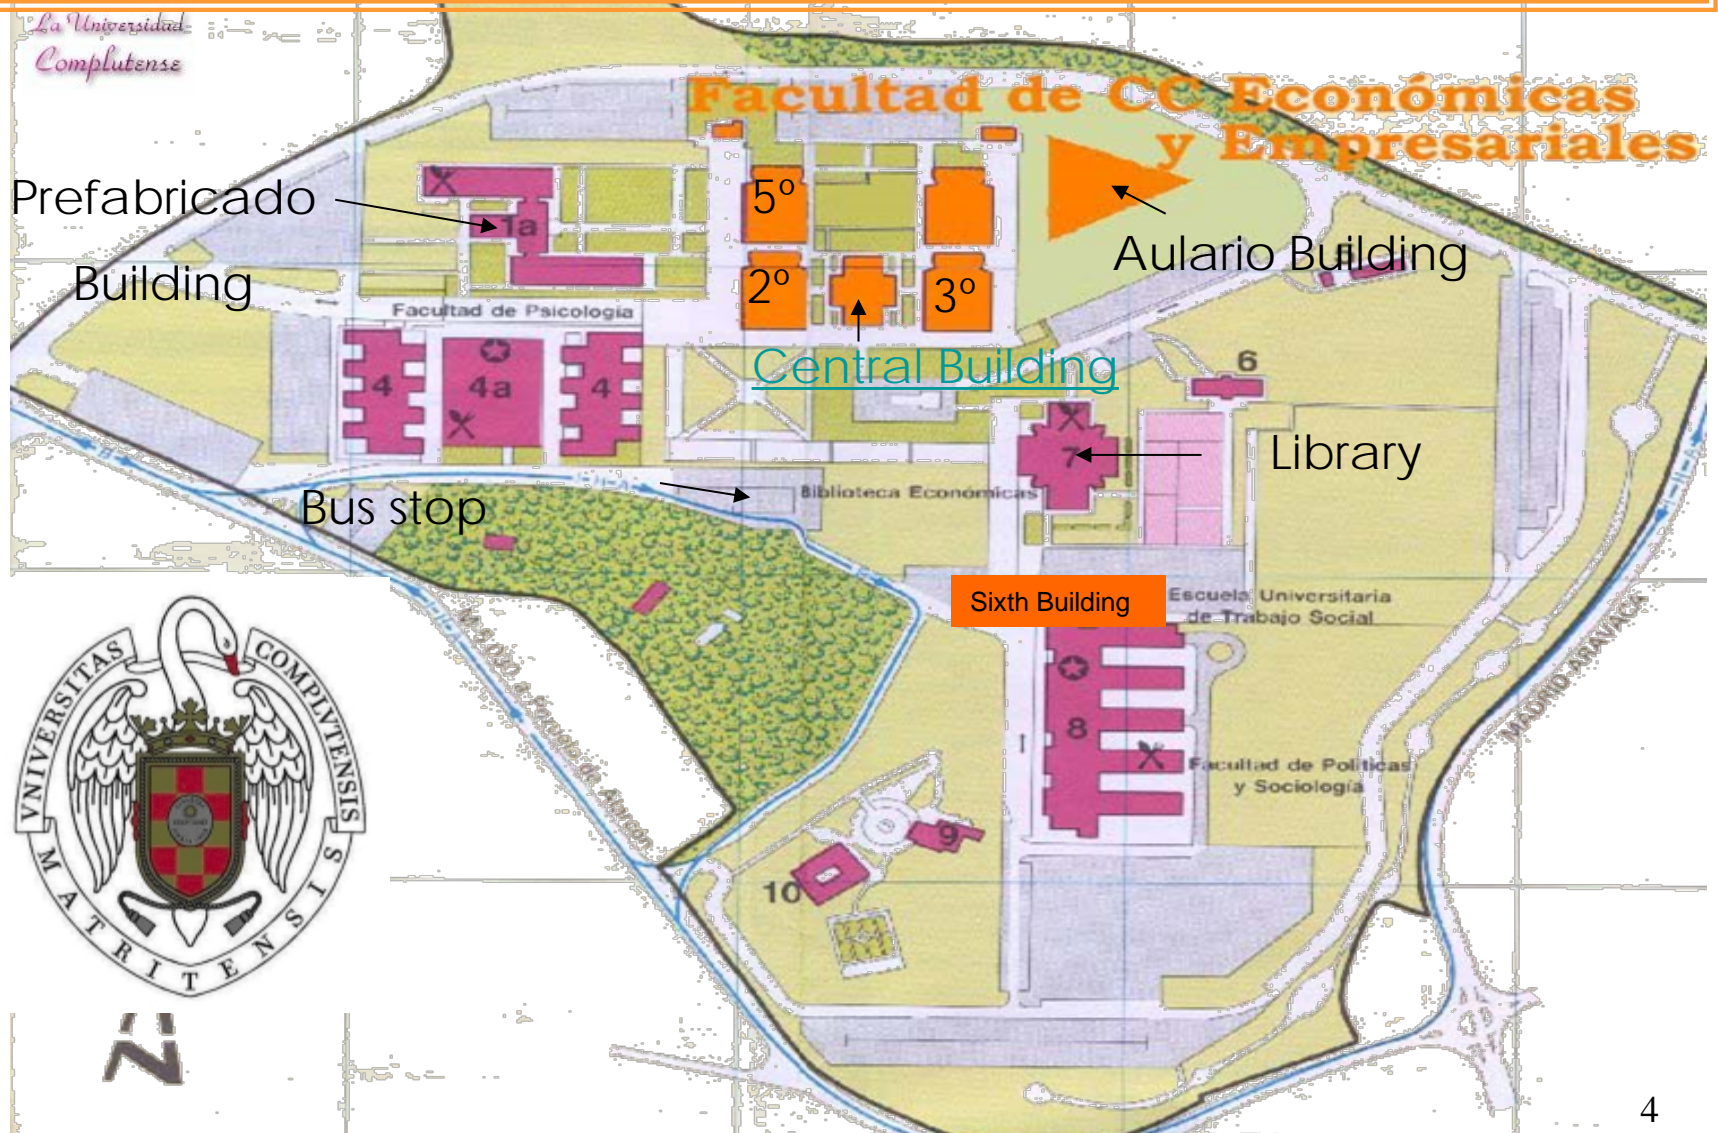 La Universidad
Complutense
Facultad de CC Económicas
y Empresariales
Prefabricado
Building
1a
5º
2º
3º
Aulario Building
Central Building
Facultad de Psicología
4
4a
4
6
7
Library
Bus stop
Biblioteca Económicas
Sixth Building
Escuela Universitaria
de Trabajo Social
8
Facultad de Políticas
y Sociología
9
10
MADRID-ARAVACA
VNIVERSITAS
COMPLVTENSIS
MATRITENSIS
N
4